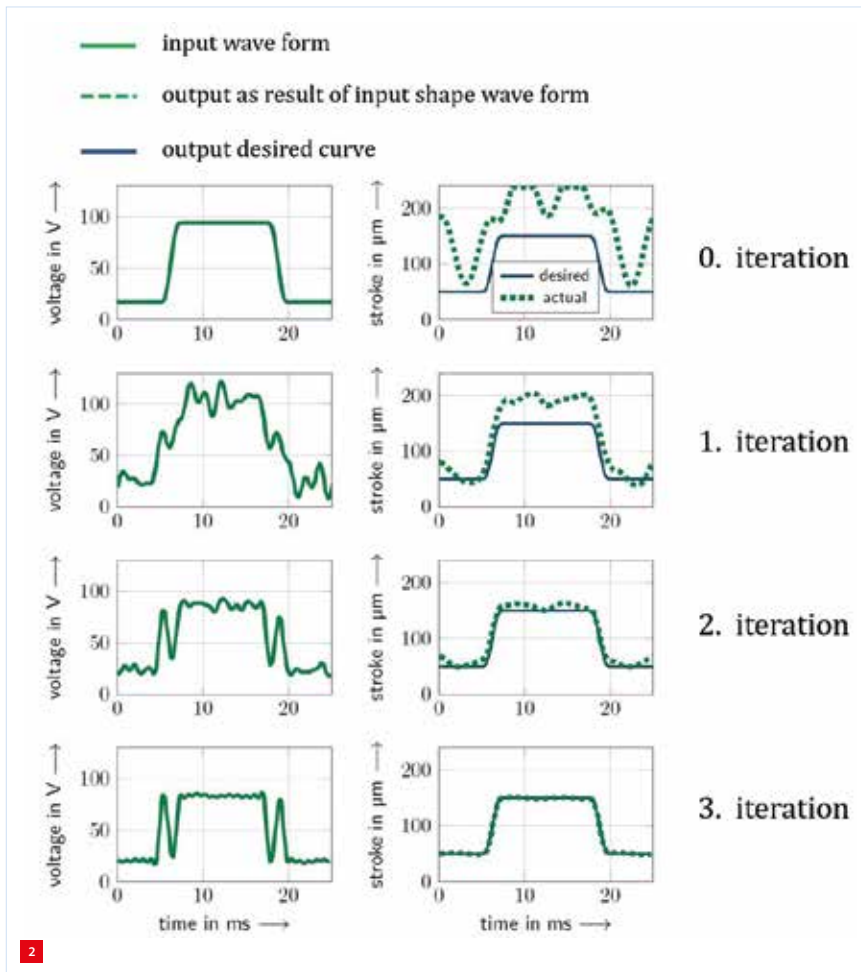 input wave form
output as result of input shape wave form
output desired curve
voltage in V →
100
50
0
0 10 20
stroke in µm →
200
100
0
0 10 20
desired
actual
0. iteration
voltage in V →
100
50
0
0 10 20
stroke in µm →
200
100
0
0 10 20
1. iteration
voltage in V →
100
50
0
0 10 20
stroke in µm →
200
100
0
0 10 20
2. iteration
voltage in V →
100
50
0
0 10 20
time in ms →
stroke in µm →
200
100
0
0 10 20
time in ms →
3. iteration
2